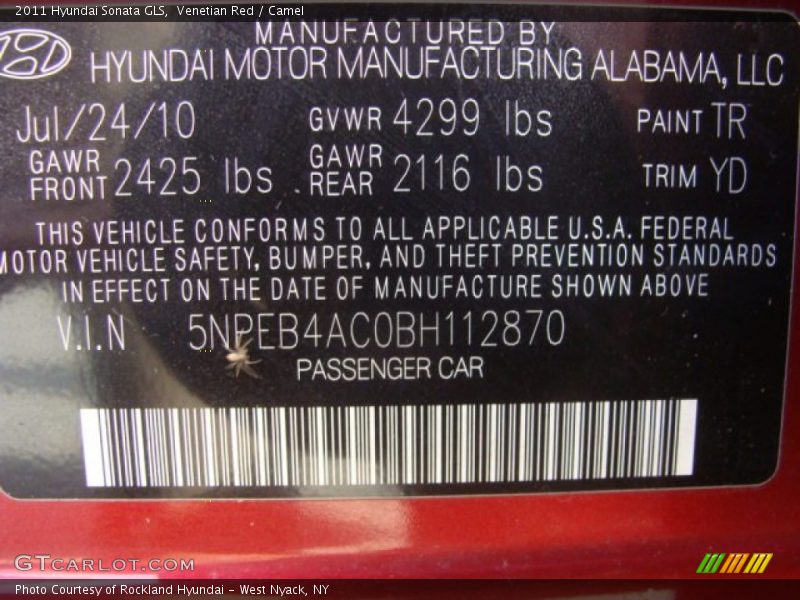 2011 Hyundai Sonata GLS, Venetian Red / Camel
MANUFACTURED BY
HYUNDAI MOTOR MANUFACTURING ALABAMA, LLC
Jul/24/10 GVWR 4299 lbs PAINT TR
GAWR FRONT 2425 lbs GAWR REAR 2116 lbs TRIM YD
THIS VEHICLE CONFORMS TO ALL APPLICABLE U.S.A. FEDERAL
MOTOR VEHICLE SAFETY, BUMPER, AND THEFT PREVENTION STANDARDS
IN EFFECT ON THE DATE OF MANUFACTURE SHOWN ABOVE
V.I.N 5NPEB4AC0BH112870
PASSENGER CAR
GTCARLOT.COM
Photo Courtesy of Rockland Hyundai - West Nyack, NY